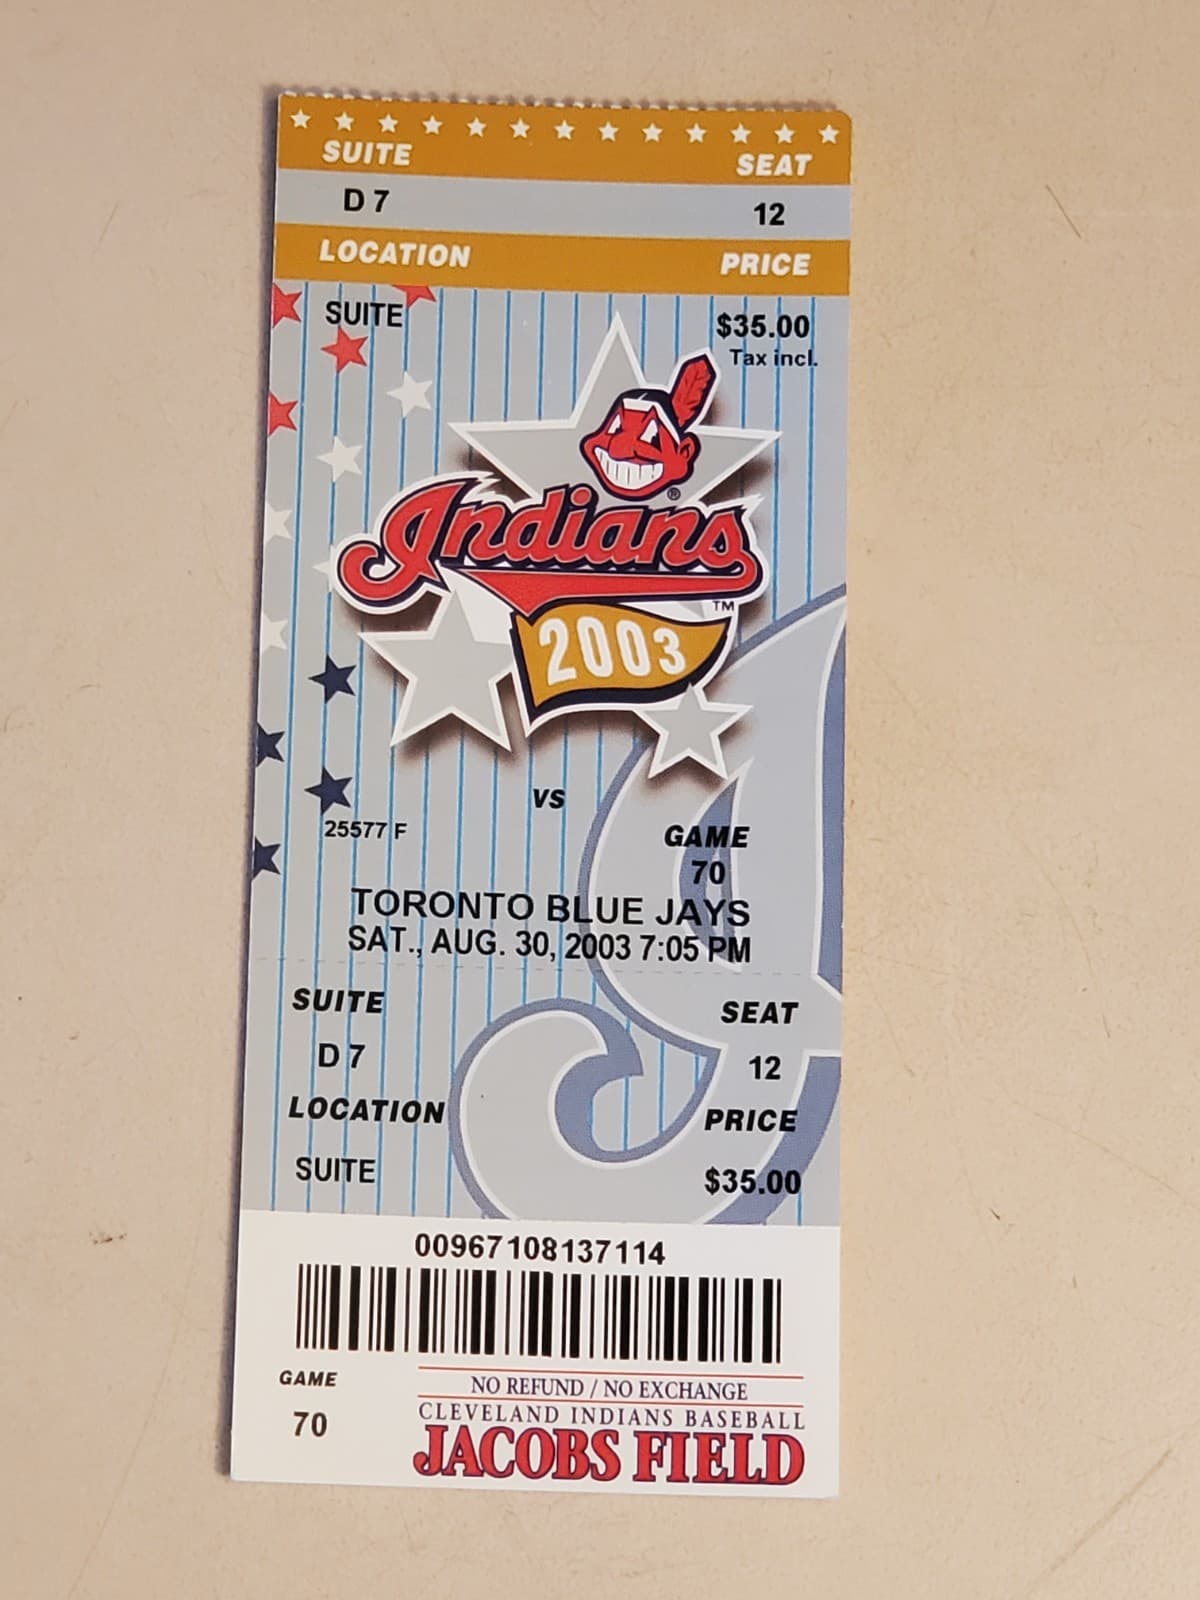 SUITE SEAT
D 7 12
LOCATION PRICE
SUITE $35.00
Tax incl.
®
Indians
TM
2003
VS
25577 F GAME
70
TORONTO BLUE JAYS
SAT., AUG. 30, 2003 7:05 PM
SUITE SEAT
D 7 12
LOCATION PRICE
SUITE $35.00
00967108137114
GAME NO REFUND / NO EXCHANGE
70 CLEVELAND INDIANS BASEBALL
JACOBS FIELD